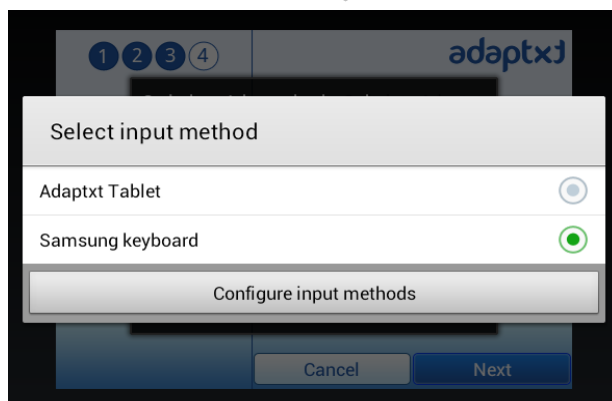 1 2 3 4
adaptxt
Select input method
Adaptxt Tablet
Samsung keyboard
Configure input methods
Cancel
Next